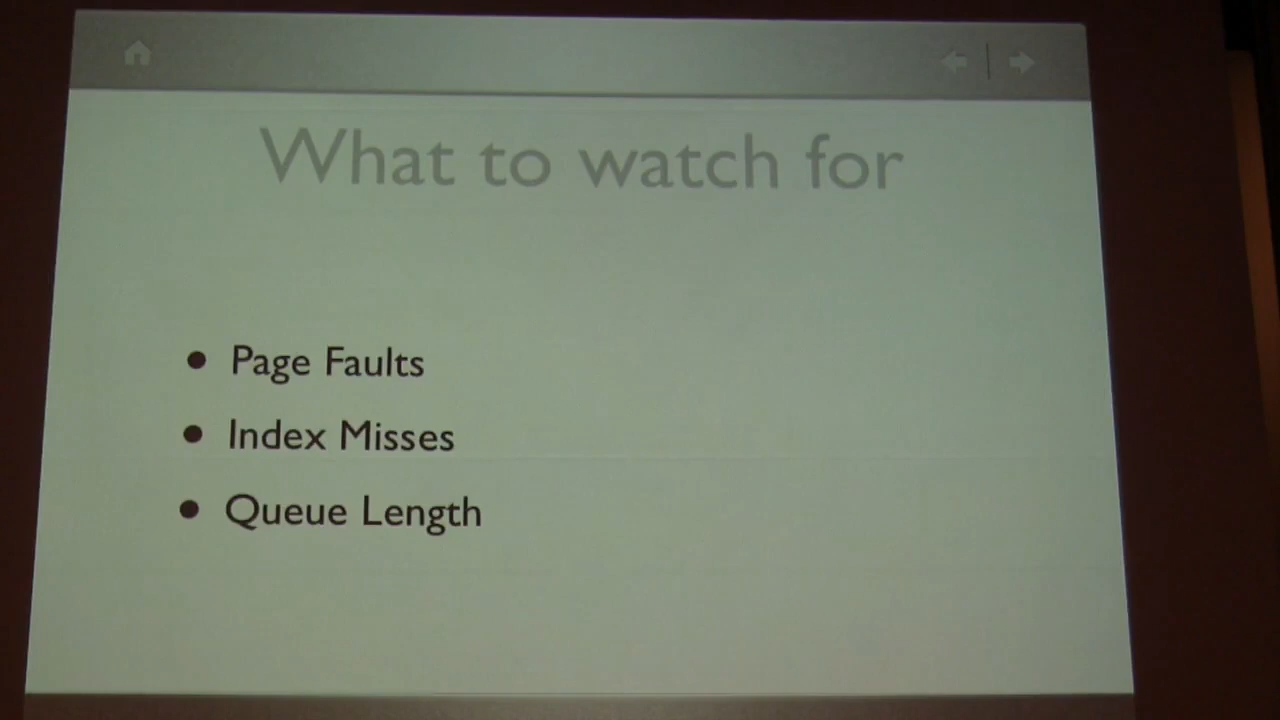 What to watch for
• Page Faults
• Index Misses
• Queue Length